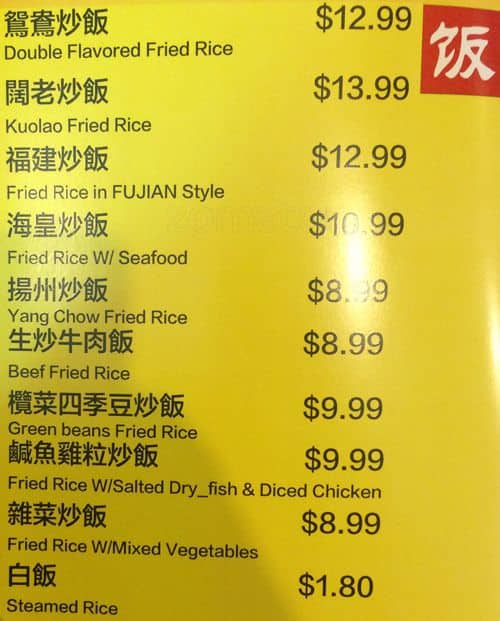 鴛鴦炒飯 $12.99 饭
Double Flavored Fried Rice
闊老炒飯 $13.99
Kuolao Fried Rice
福建炒飯 $12.99
Fried Rice in FUJIAN Style
海皇炒飯 $10.99
Fried Rice W/ Seafood
揚州炒飯 $8.99
Yang Chow Fried Rice
生炒牛肉飯 $8.99
Beef Fried Rice
欖菜四季豆炒飯 $9.99
Green beans Fried Rice
鹹魚雞粒炒飯 $9.99
Fried Rice W/Salted Dry_fish & Diced Chicken
雜菜炒飯 $8.99
Fried Rice W/Mixed Vegetables
白飯 $1.80
Steamed Rice